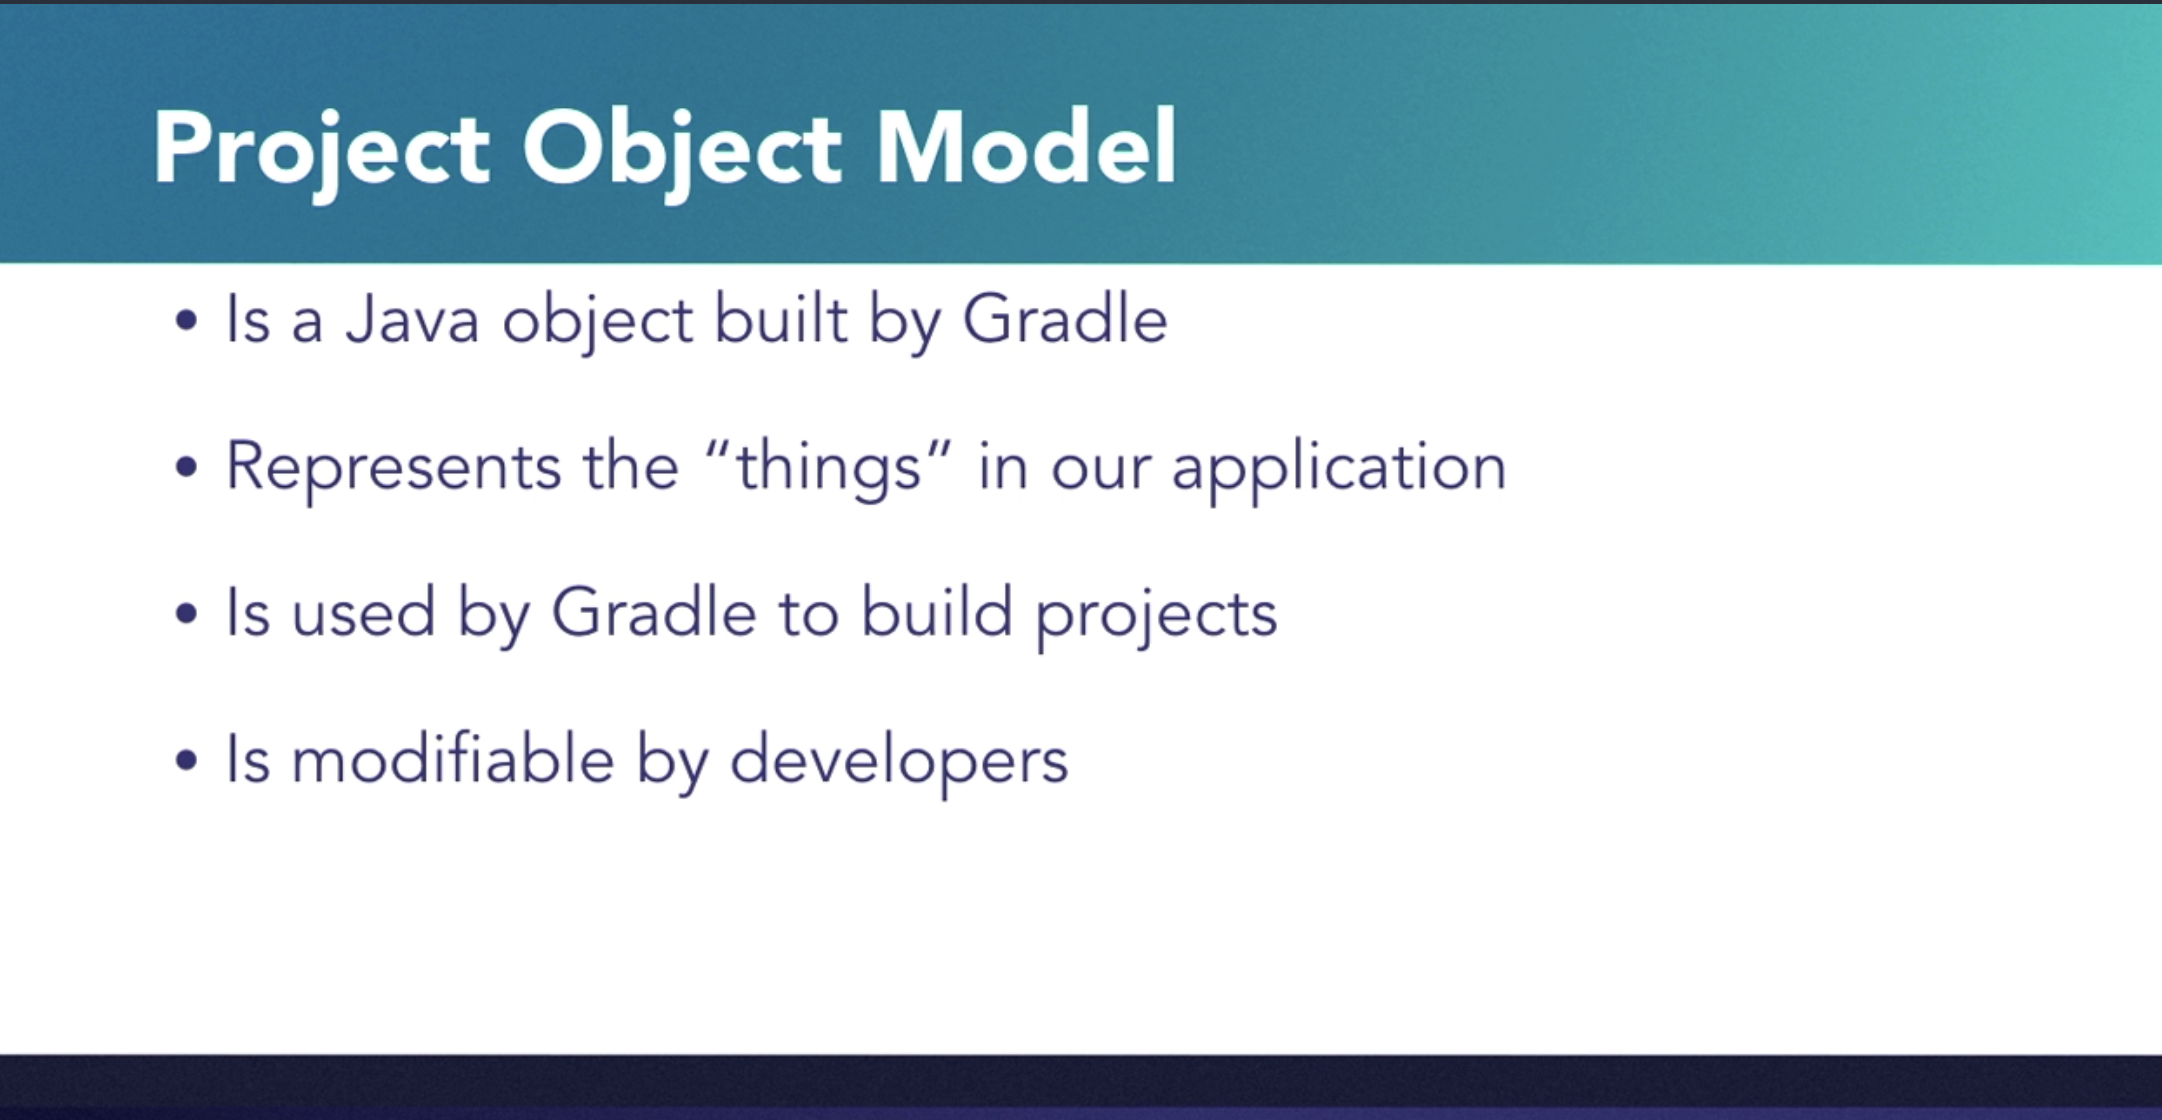 Project Object Model
• Is a Java object built by Gradle
• Represents the “things” in our application
• Is used by Gradle to build projects
• Is modifiable by developers